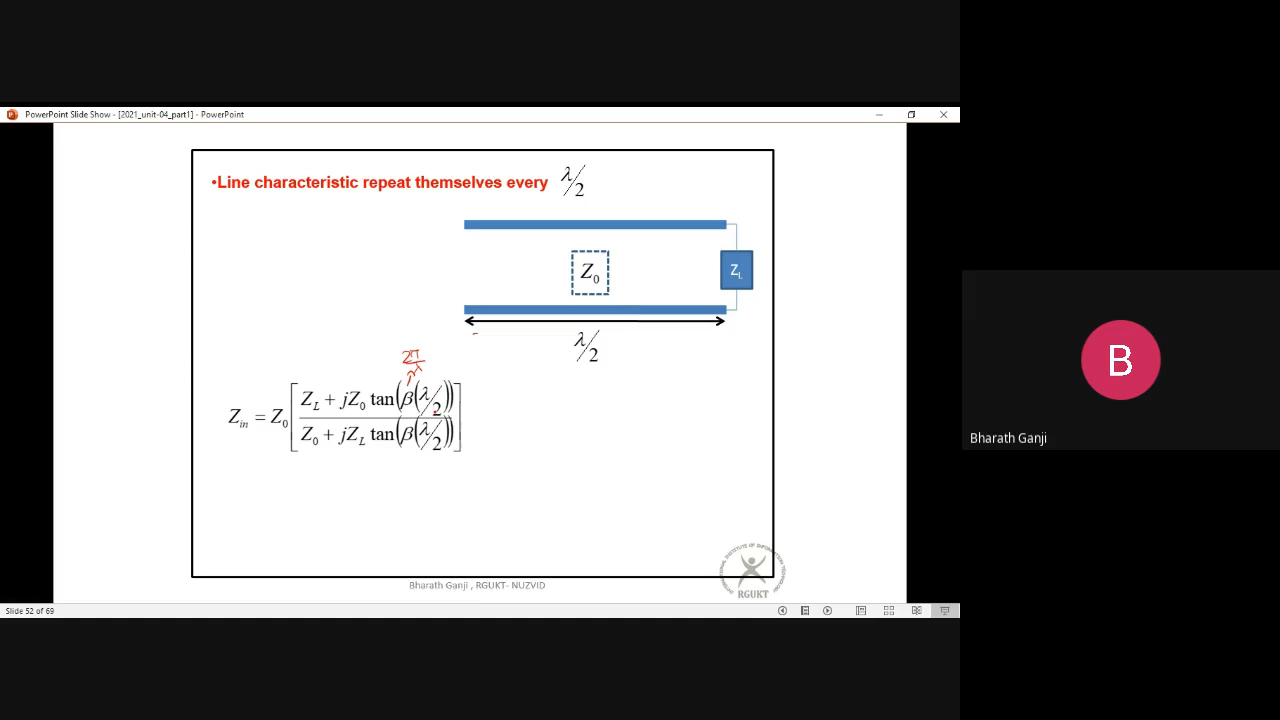 PowerPoint Slide Show - [2021_unit-04_part1] - PowerPoint
•Line characteristic repeat themselves every λ/2
Z0
ZL
λ/2
2π/λ
Zin = Z0 [ (ZL + jZ0 tan(β(λ/2))) / (Z0 + jZL tan(β(λ/2))) ]
RGUKT
Bharath Ganji , RGUKT- NUZVID
Slide 52 of 69
B
Bharath Ganji